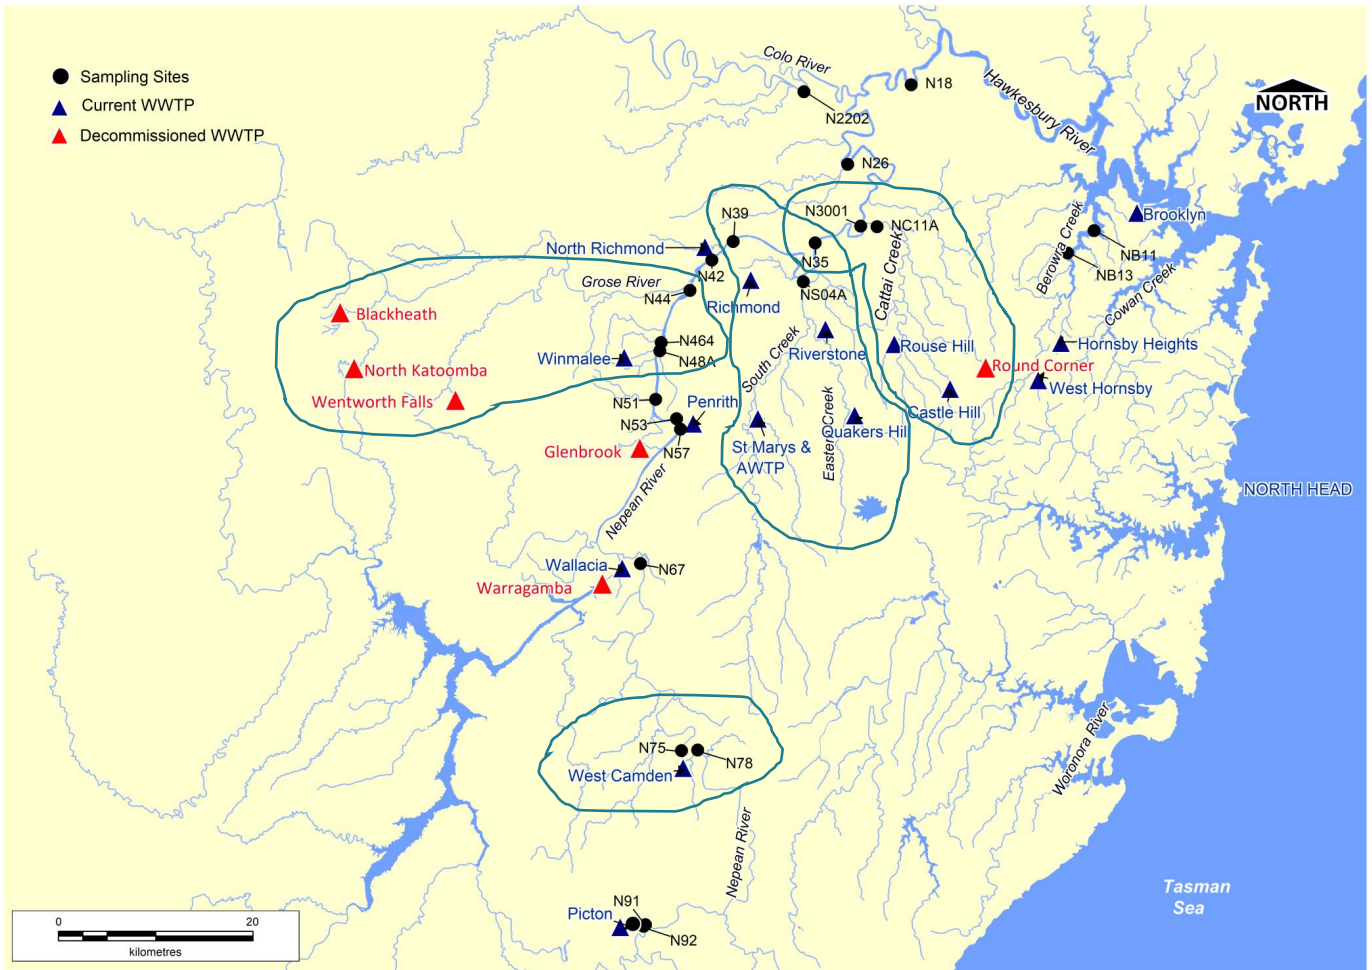 Sampling Sites
Current WWTP
Decommissioned WWTP
NORTH
Colo River
N18
N2202
Hawkesbury River
N26
N39
N3001
NC11A
N35
NS04A
Cattai Creek
Berowra Creek
Brooklyn
NB11
NB13
Cowan Creek
North Richmond
N42
Grose River
N44
Richmond
Blackheath
N464
N48A
Winmalee
South Creek
Riverstone
Rouse Hill
Hornsby Heights
Round Corner
West Hornsby
North Katoomba
Wentworth Falls
N51
Penrith
N53
N57
Castle Hill
Quakers Hil
Eastern Creek
St Marys &
AWTP
Glenbrook
Nepean River
NORTH HEAD
Wallacia
N67
Warragamba
N75
N78
West Camden
Woronora River
Nepean River
Tasman
Sea
N91
Picton
N92
0
20
kilometres